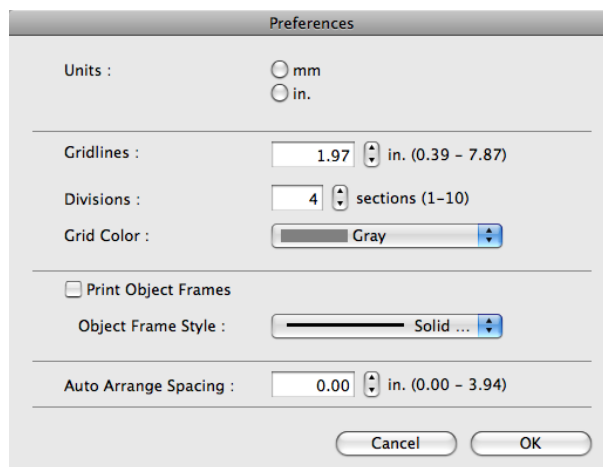 Preferences
Units : mm
in.
Gridlines : 1.97 in. (0.39 – 7.87)
Divisions : 4 sections (1–10)
Grid Color : Gray
Print Object Frames
Object Frame Style : Solid ...
Auto Arrange Spacing : 0.00 in. (0.00 – 3.94)
Cancel OK